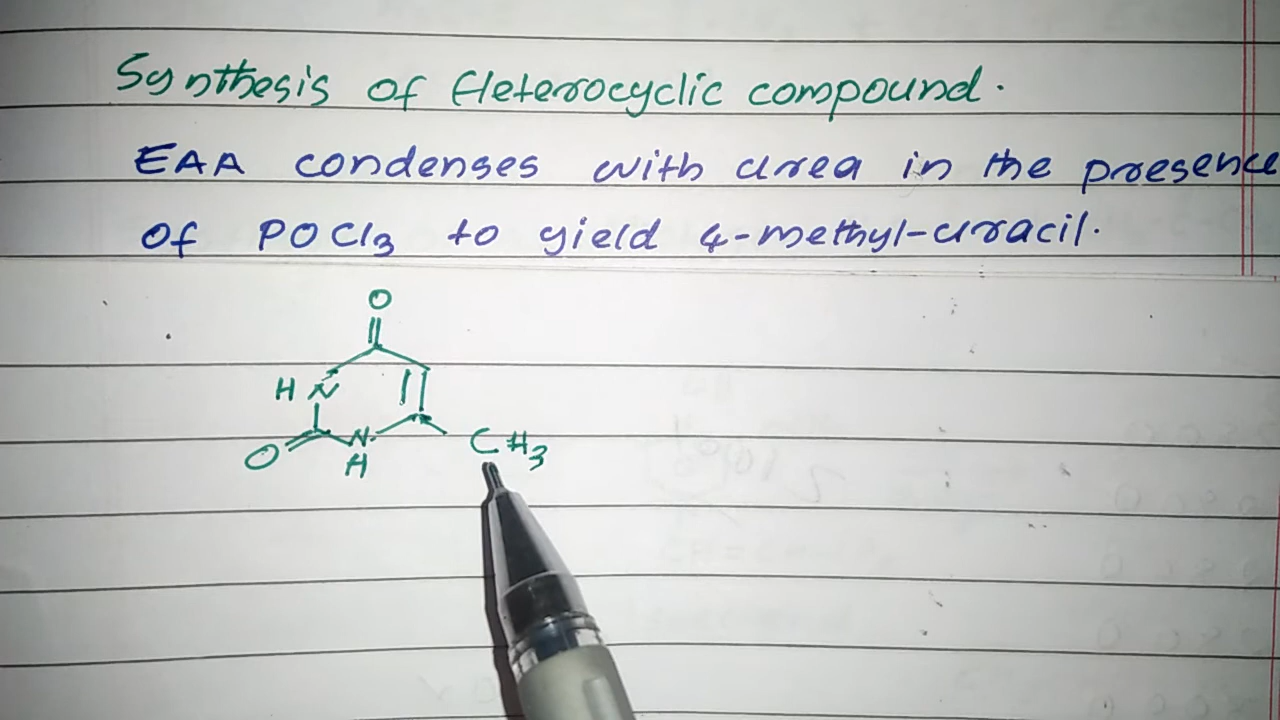 Synthesis of Heterocyclic compound.
EAA condenses with urea in the presence
of POCl3 to yield 4-methyl-uracil.
O
H N
O N CH3
H